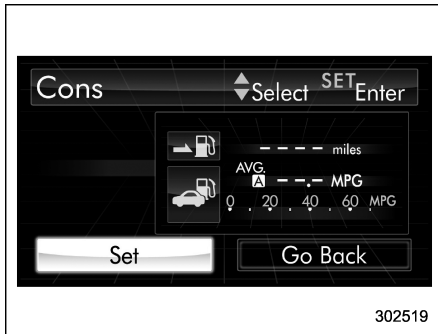 Cons Select SET Enter
---- miles
AVG.
A --.- MPG
0 20 40 60 MPG
Set Go Back
302519